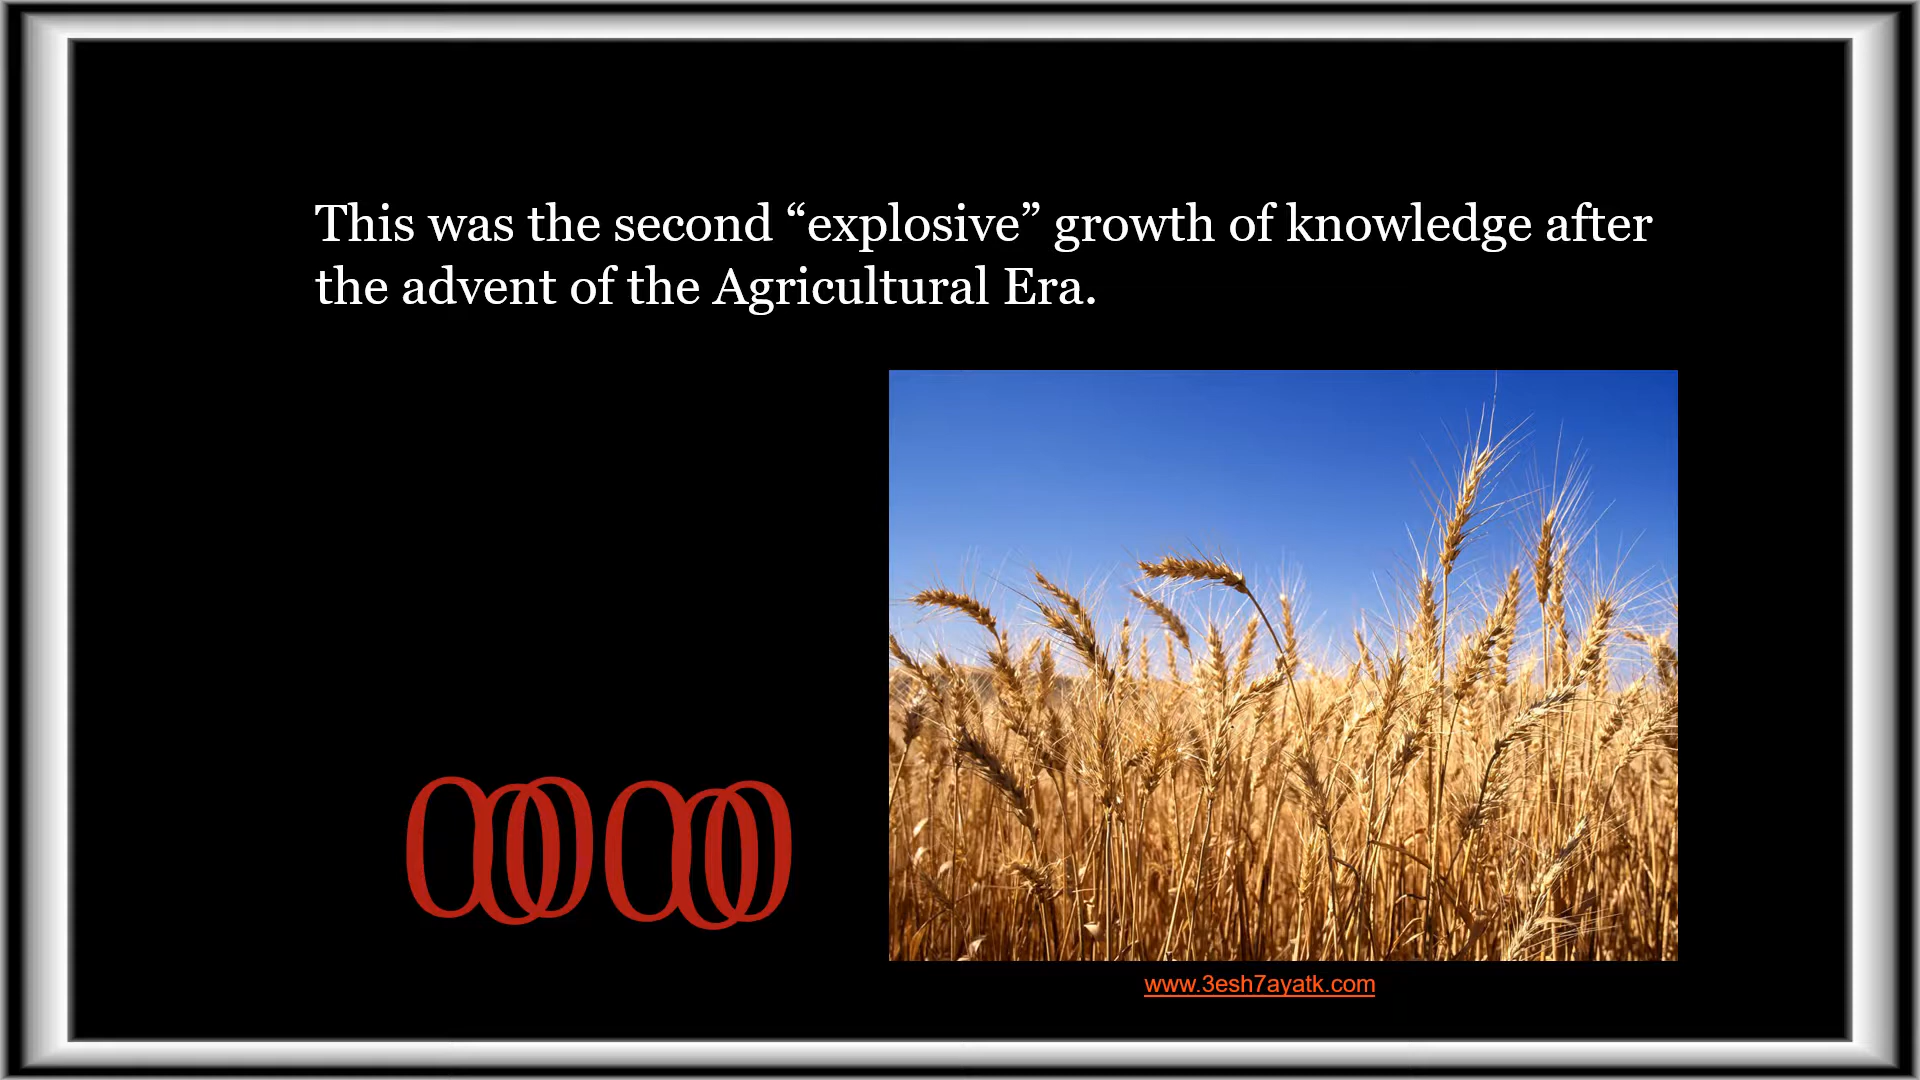 This was the second “explosive” growth of knowledge after
the advent of the Agricultural Era.
www.3esh7ayatk.com